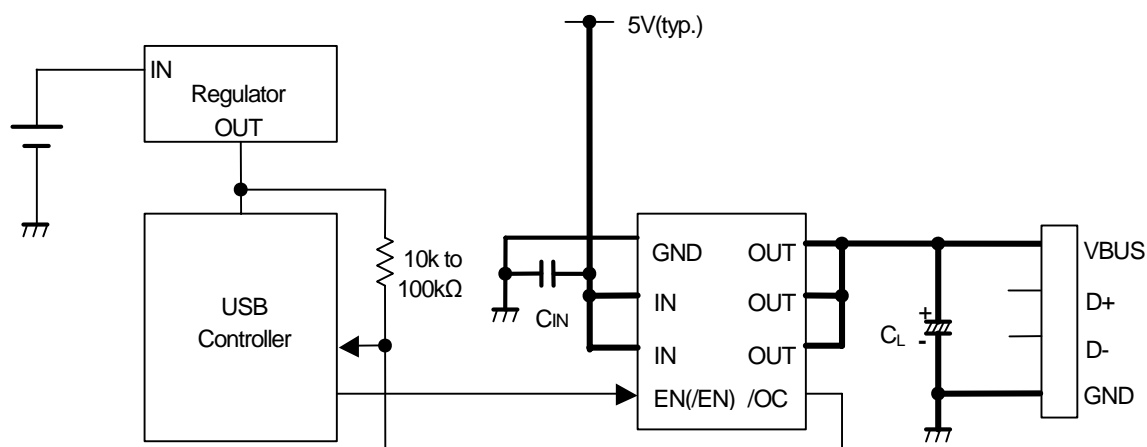 5V(typ.)
IN
Regulator
OUT
10k to
100kΩ
USB
Controller
CIN
GND
IN
IN
EN(/EN)
OUT
OUT
OUT
/OC
+
-
CL
VBUS
D+
D-
GND